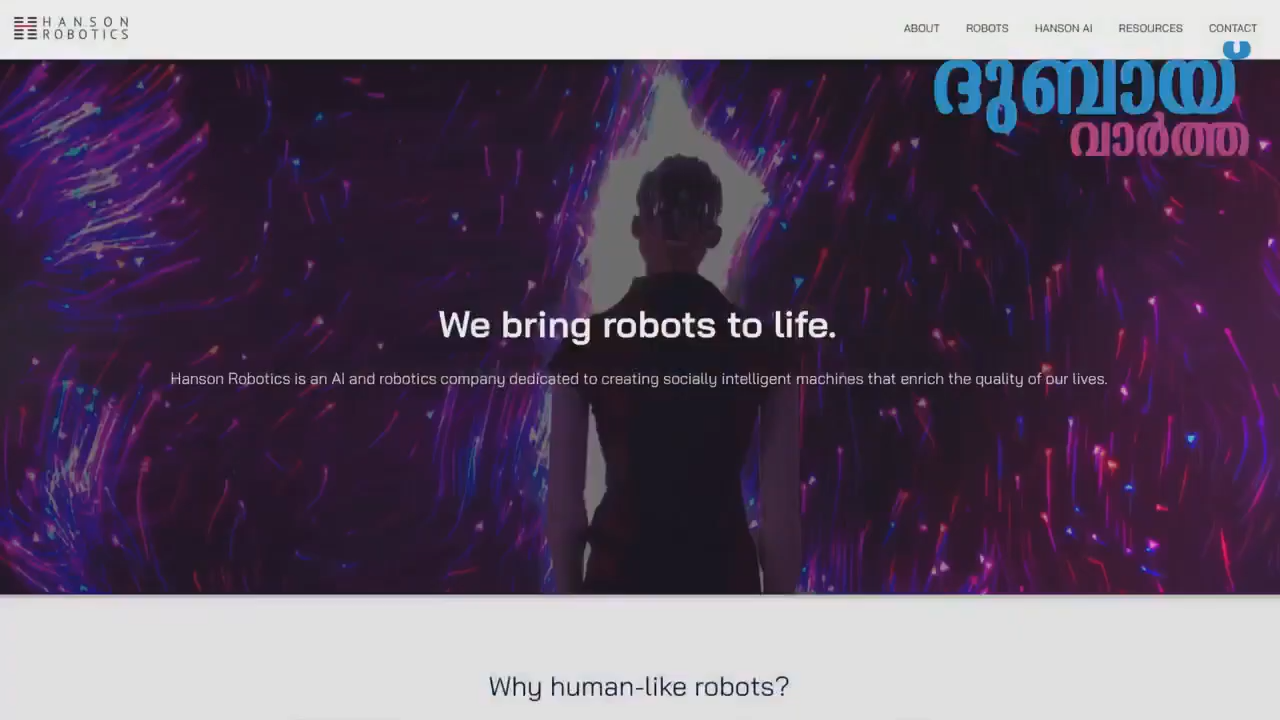 HANSON
ROBOTICS
ABOUT ROBOTS HANSON AI RESOURCES CONTACT
ദുബായ്
വാർത്ത
We bring robots to life.
Hanson Robotics is an AI and robotics company dedicated to creating socially intelligent machines that enrich the quality of our lives.
Why human-like robots?